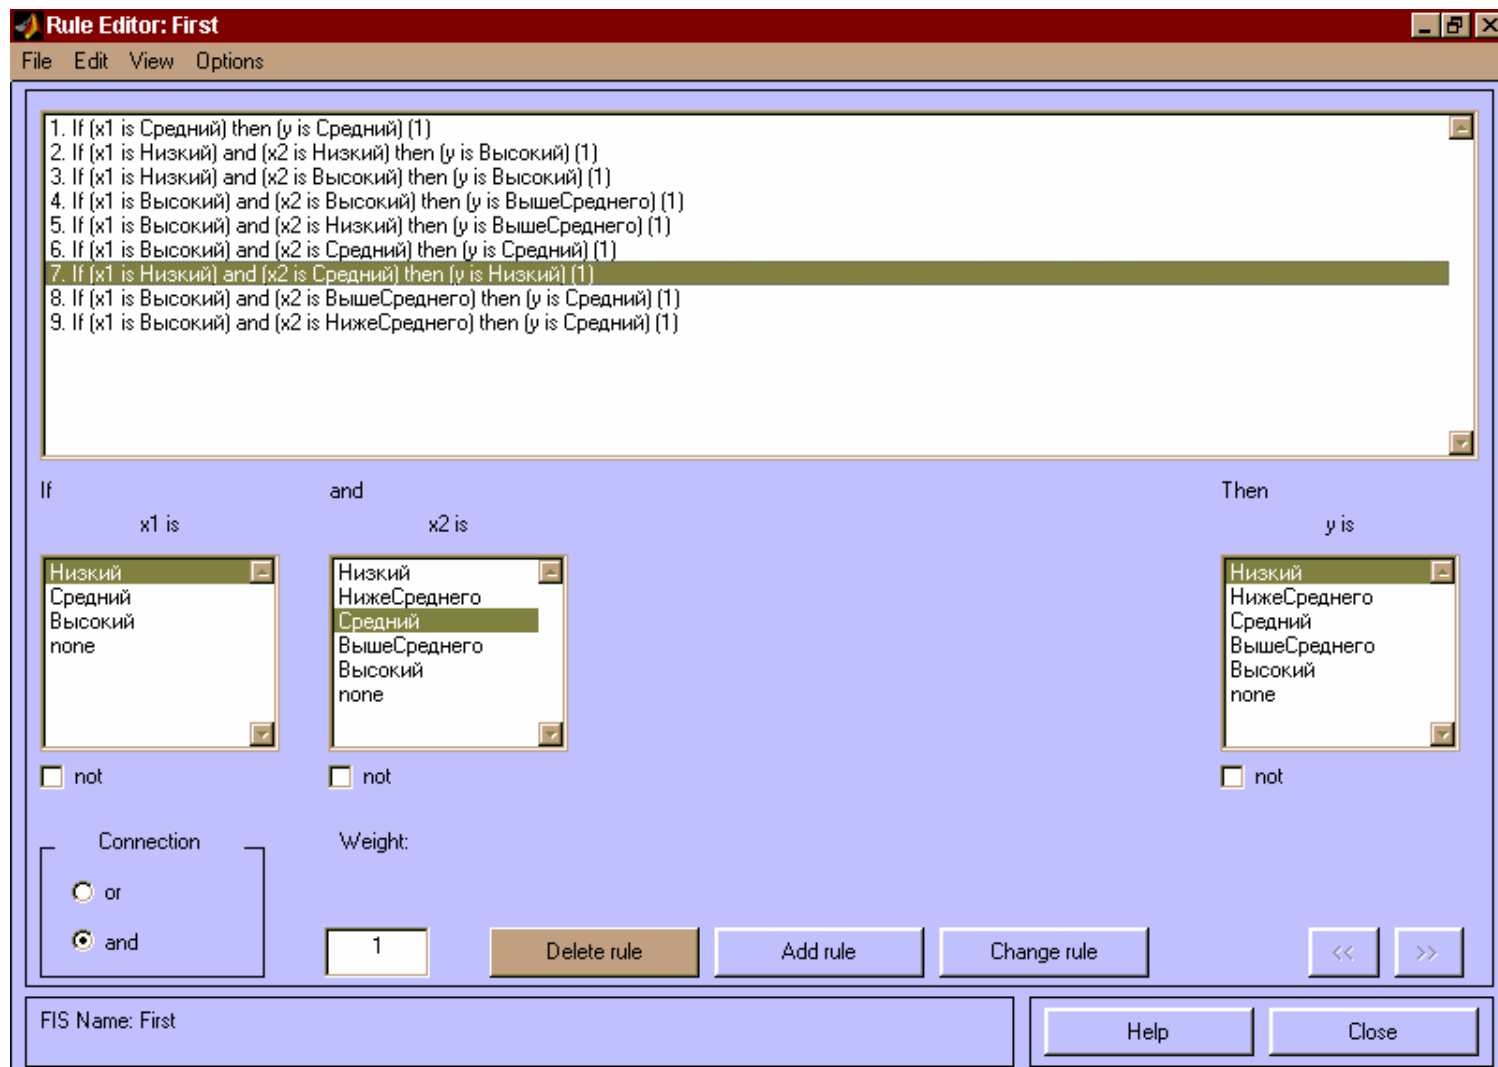 Rule Editor: First
File Edit View Options
1. If (x1 is Средний) then (y is Средний) (1)
2. If (x1 is Низкий) and (x2 is Низкий) then (y is Высокий) (1)
3. If (x1 is Низкий) and (x2 is Высокий) then (y is Высокий) (1)
4. If (x1 is Высокий) and (x2 is Высокий) then (y is ВышеСреднего) (1)
5. If (x1 is Высокий) and (x2 is Низкий) then (y is ВышеСреднего) (1)
6. If (x1 is Высокий) and (x2 is Средний) then (y is Средний) (1)
7. If (x1 is Низкий) and (x2 is Средний) then (y is Низкий) (1)
8. If (x1 is Высокий) and (x2 is ВышеСреднего) then (y is Средний) (1)
9. If (x1 is Высокий) and (x2 is НижеСреднего) then (y is Средний) (1)
If and Then
x1 is x2 is y is
Низкий
Средний
Высокий
none
Низкий
НижеСреднего
Средний
ВышеСреднего
Высокий
none
Низкий
НижеСреднего
Средний
ВышеСреднего
Высокий
none
not not not
Connection Weight:
or
and 1 Delete rule Add rule Change rule << >>
FIS Name: First Help Close